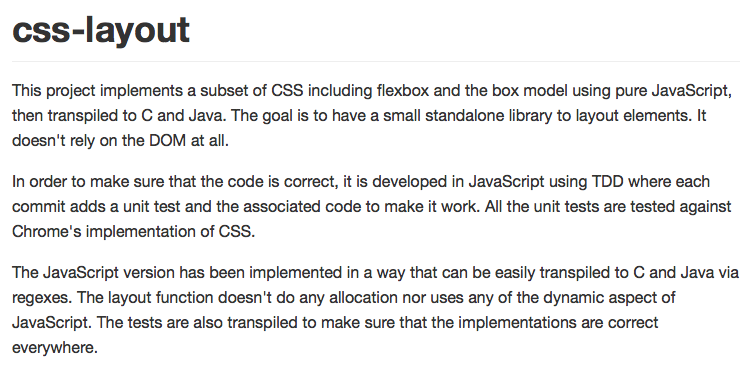 css-layout
This project implements a subset of CSS including flexbox and the box model using pure JavaScript,
then transpiled to C and Java. The goal is to have a small standalone library to layout elements. It
doesn't rely on the DOM at all.
In order to make sure that the code is correct, it is developed in JavaScript using TDD where each
commit adds a unit test and the associated code to make it work. All the unit tests are tested against
Chrome's implementation of CSS.
The JavaScript version has been implemented in a way that can be easily transpiled to C and Java via
regexes. The layout function doesn't do any allocation nor uses any of the dynamic aspect of
JavaScript. The tests are also transpiled to make sure that the implementations are correct
everywhere.